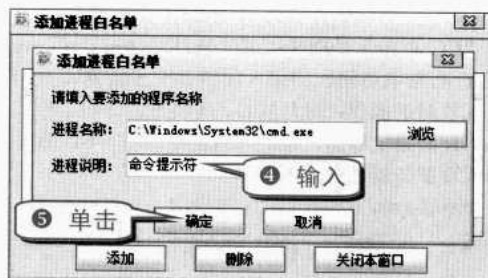 添加进程白名单
添加进程白名单
请填入要添加的程序名称
进程名称: C:\Windows\System32\cmd.exe 浏览
进程说明: 命令提示符 ❹ 输入
❺ 单击 确定 取消
添加 删除 关闭本窗口